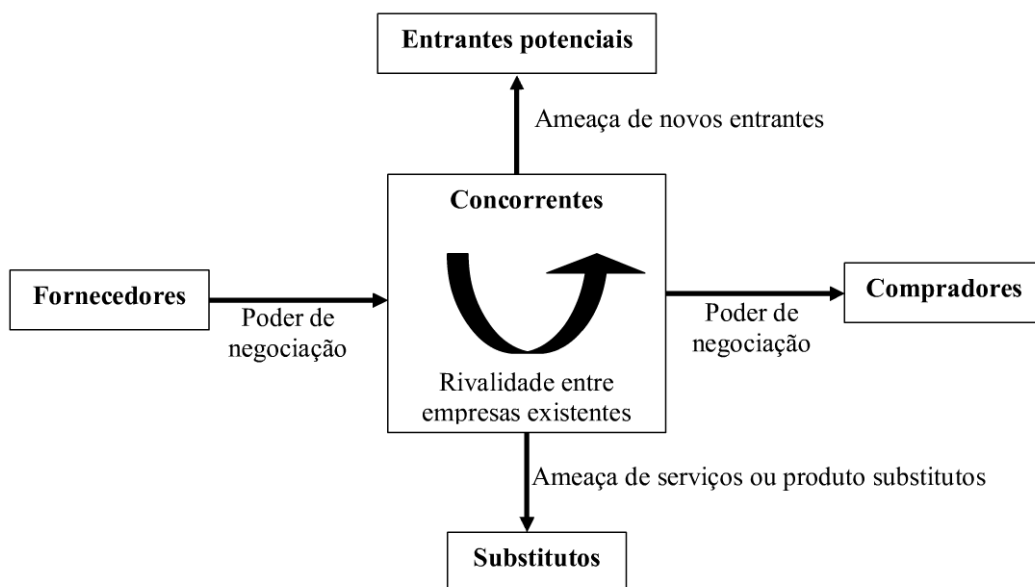 Entrantes potenciais
Ameaça de novos entrantes
Concorrentes
Fornecedores
Poder de
negociação
Compradores
Poder de
negociação
Rivalidade entre
empresas existentes
Ameaça de serviços ou produto substitutos
Substitutos